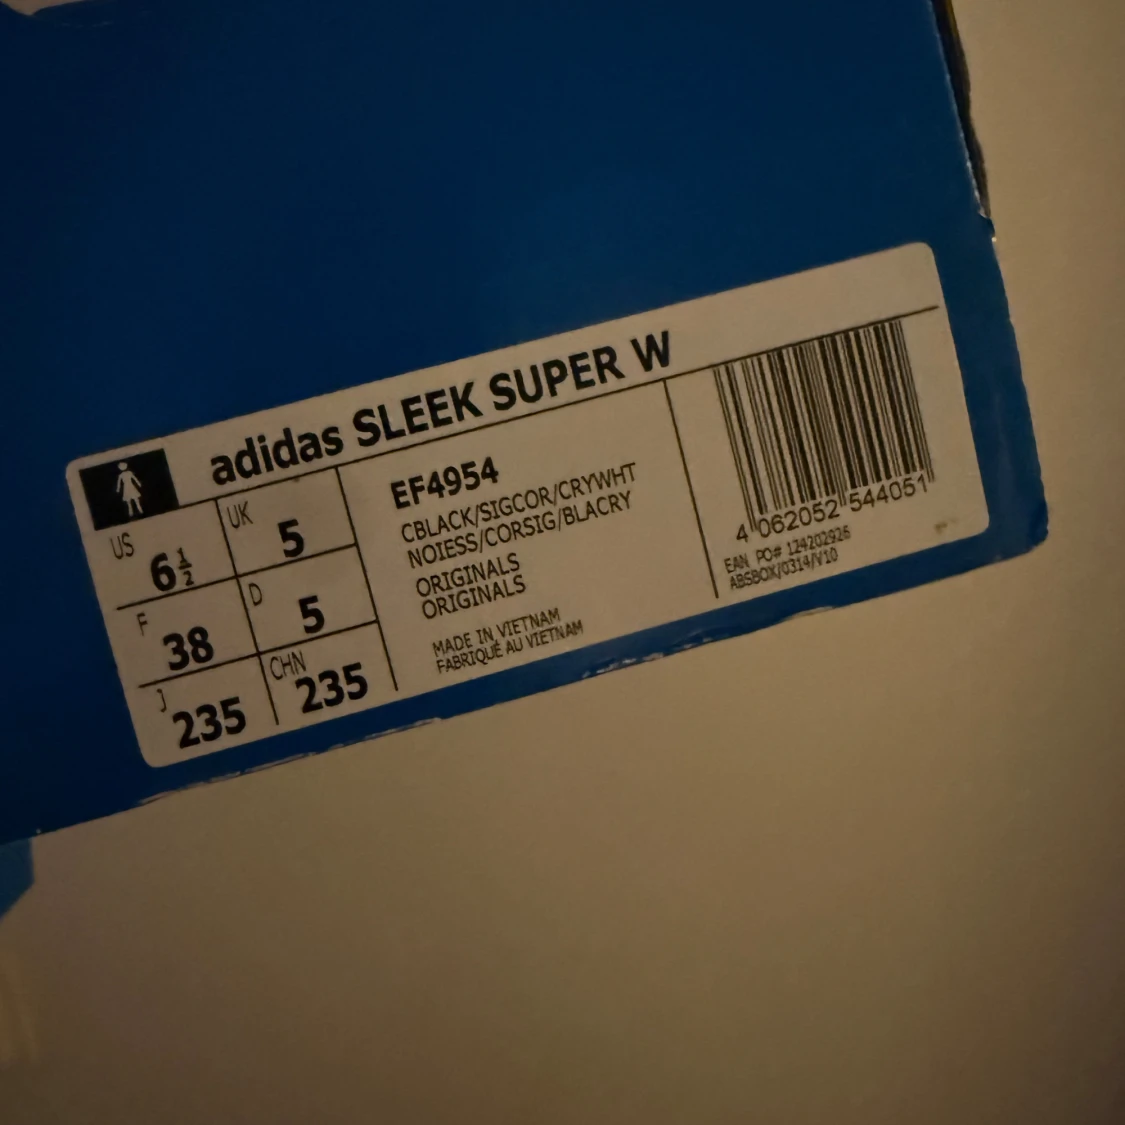 adidas SLEEK SUPER W
US 6½
UK 5
F 38
D 5
J 235
CHN 235
EF4954
CBLACK/SIGCOR/CRYWHT
NOIESS/CORSIG/BLACRY
ORIGINALS
ORIGINALS
MADE IN VIETNAM
FABRIQUÉ AU VIETNAM
4 062052 544051
EAN PO# 124202926
ABSBOX/0314/V10